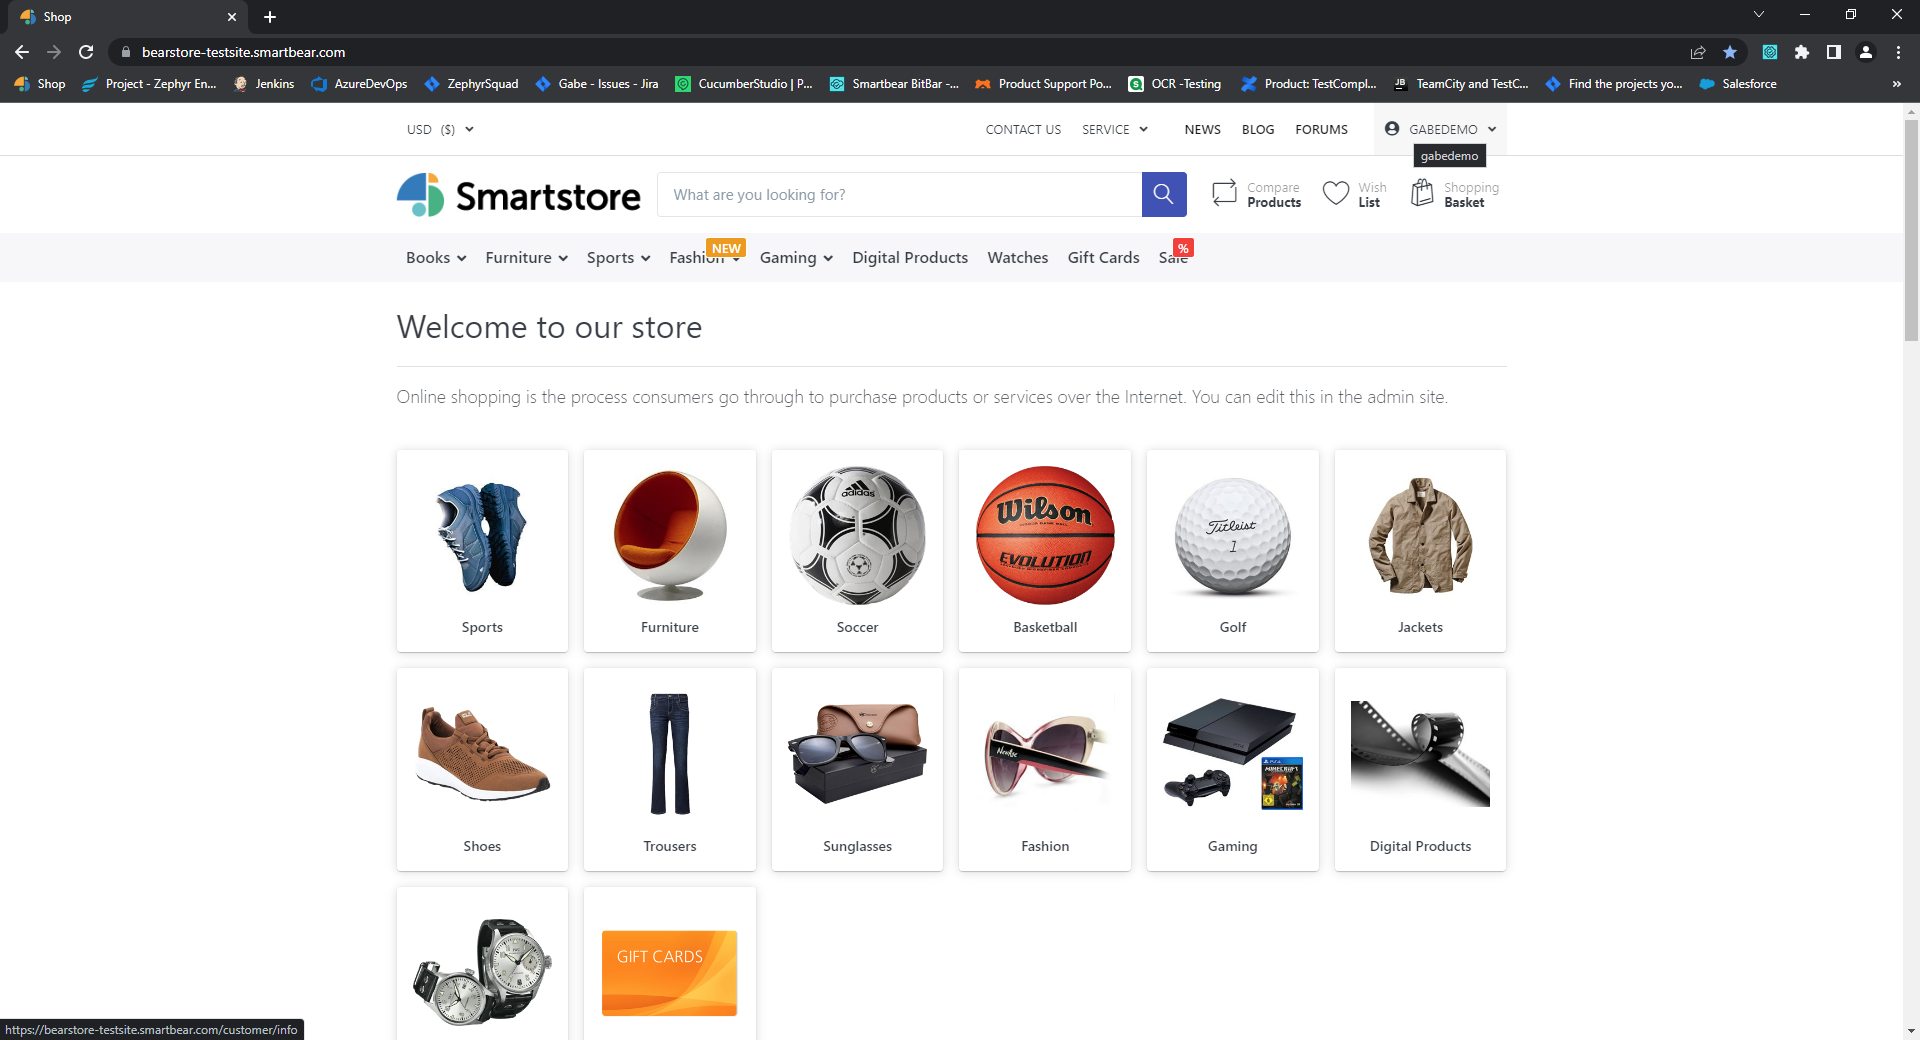 Shop
bearstore-testsite.smartbear.com
Shop
Project - Zephyr En...
Jenkins
AzureDevOps
ZephyrSquad
Gabe - Issues - Jira
CucumberStudio | P...
Smartbear BitBar -...
Product Support Po...
OCR -Testing
Product: TestCompl...
TeamCity and TestC...
Find the projects yo...
Salesforce
»
USD ($)
CONTACT US
SERVICE
NEWS
BLOG
FORUMS
GABEDEMO
gabedemo
Smartstore
What are you looking for?
Compare
Products
Wish
List
Shopping
Basket
Books
Furniture
Sports
Fashion
NEW
Gaming
Digital Products
Watches
Gift Cards
Sale
%
Welcome to our store
Online shopping is the process consumers go through to purchase products or services over the Internet. You can edit this in the admin site.
adidas
Wilson
EVOLUTION
Titleist
1
Sports
Furniture
Soccer
Basketball
Golf
Jackets
MINECRAFT
Shoes
Trousers
Sunglasses
Fashion
Gaming
Digital Products
GIFT CARDS
https://bearstore-testsite.smartbear.com/customer/info